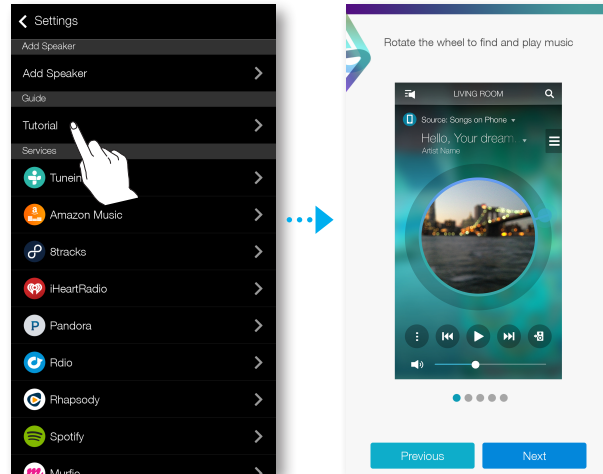 Settings
Add Speaker
Add Speaker
Guide
Tutorial
Services
TuneIn
Amazon Music
8tracks
iHeartRadio
Pandora
Rdio
Rhapsody
Spotify
Murfie
Rotate the wheel to find and play music
LIVING ROOM
Source: Songs on Phone
Hello, Your dream.
Artist Name
Previous
Next